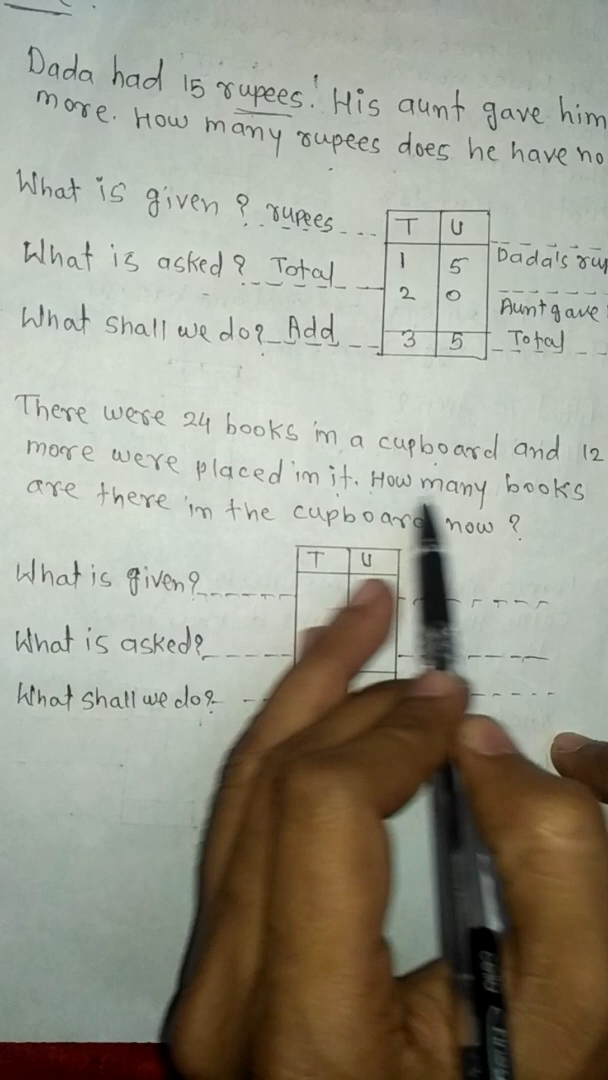 Dada had 15 rupees. His aunt gave him
more. How many rupees does he have no
What is given? rupees
T U
1 5 Dada's rup
What is asked? Total
2 0 Aunt gave
What shall we do? Add
3 5 Total
There were 24 books in a cupboard and 12
more were placed in it. How many books
are there in the cupboard now?
T U
What is given?
What is asked?
What shall we do?